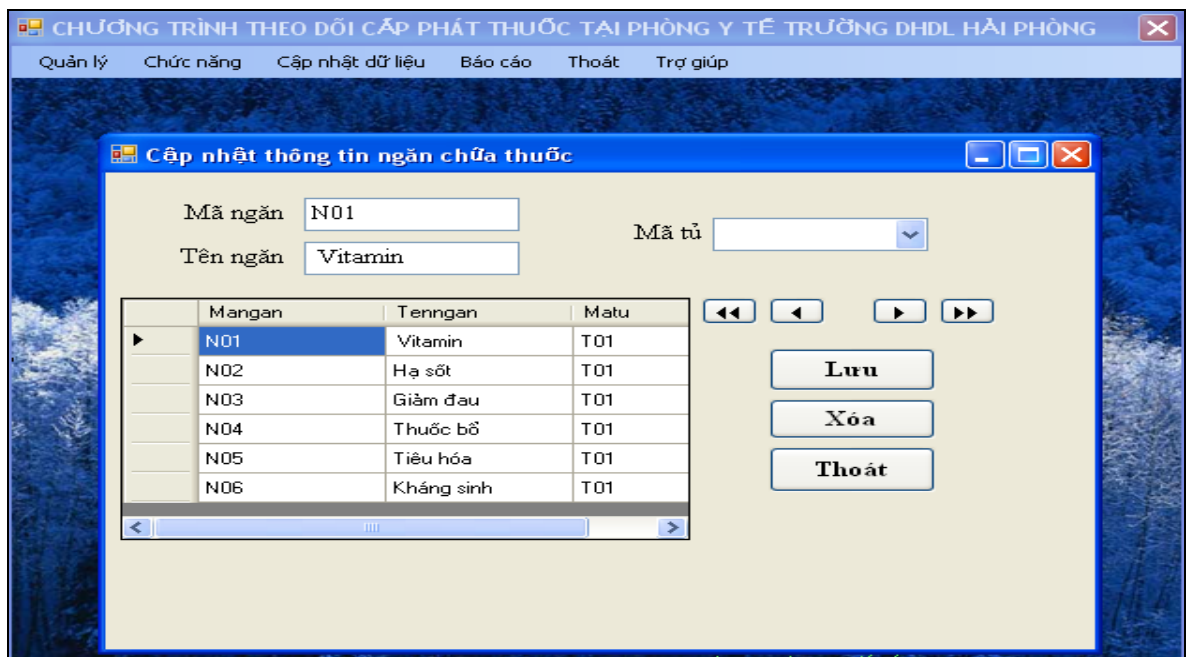 CHƯƠNG TRÌNH THEO DÕI CẤP PHÁT THUỐC TẠI PHÒNG Y TẾ TRƯỜNG DHDL HẢI PHÒNG
Quản lý Chức năng Cập nhật dữ liệu Báo cáo Thoát Trợ giúp
Cập nhật thông tin ngăn chứa thuốc
Mã ngăn N01
Mã tủ
Tên ngăn Vitamin
Mangan Tenngan Matu
N01 Vitamin T01
N02 Hạ sốt T01
N03 Giảm đau T01
N04 Thuốc bổ T01
N05 Tiêu hóa T01
N06 Kháng sinh T01
Lưu
Xóa
Thoát